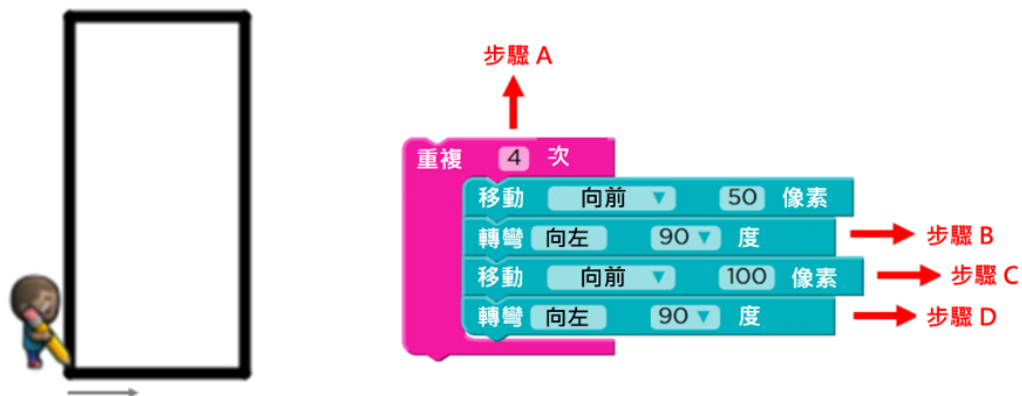 步驟 A
重複 4 次
移動 向前 ▼ 50 像素
轉彎 向左 90 ▼ 度
步驟 B
移動 向前 ▼ 100 像素
步驟 C
轉彎 向左 90 ▼ 度
步驟 D